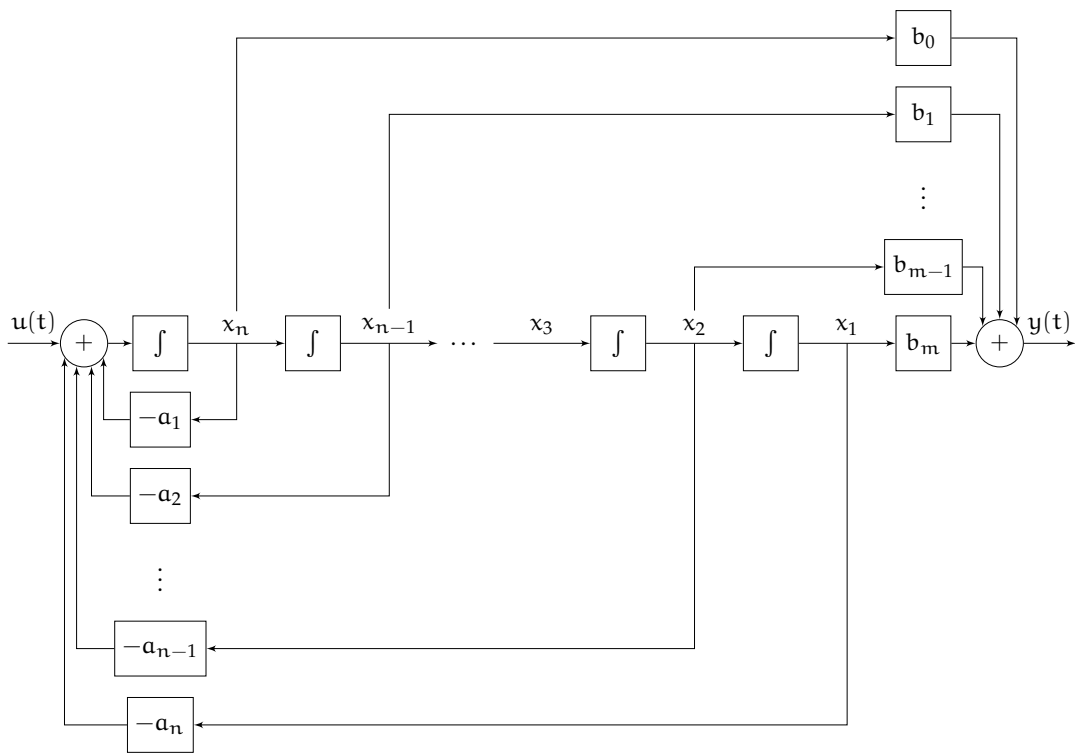 b₀
b₁
⋮
bₘ₋₁
u(t) + ∫ xₙ ∫ xₙ₋₁ ⋯ x₃ ∫ x₂ ∫ x₁ bₘ + y(t)
−a₁
−a₂
⋮
−aₙ₋₁
−aₙ